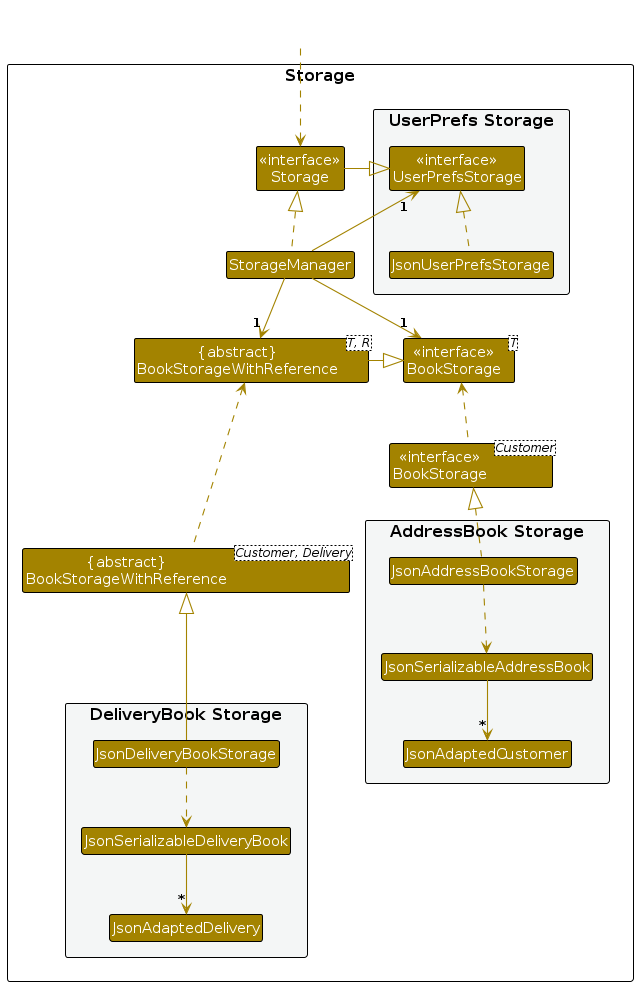 Storage
UserPrefs Storage
«interface»
Storage
«interface»
UserPrefsStorage
1
StorageManager
JsonUserPrefsStorage
1
1
{abstract}
BookStorageWithReference
T, R
«interface»
BookStorage
T
«interface»
BookStorage
Customer
AddressBook Storage
{abstract}
BookStorageWithReference
Customer, Delivery
JsonAddressBookStorage
JsonSerializableAddressBook
*
JsonAdaptedCustomer
DeliveryBook Storage
JsonDeliveryBookStorage
JsonSerializableDeliveryBook
*
JsonAdaptedDelivery